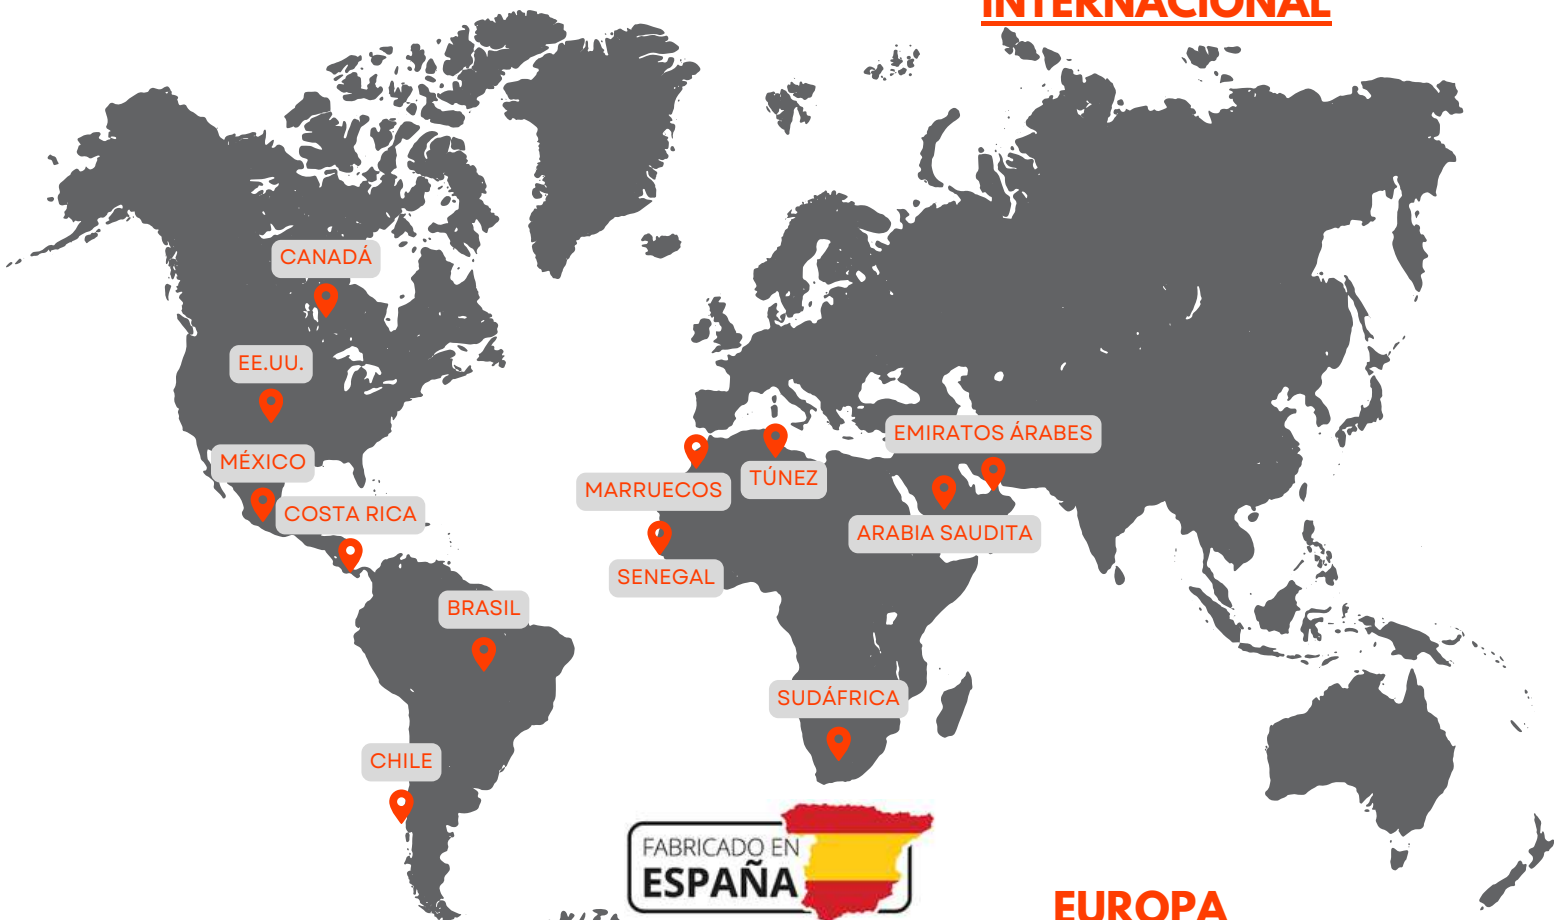 INTERNACIONAL
CANADÁ
EE.UU.
MÉXICO
COSTA RICA
BRASIL
CHILE
MARRUECOS
TÚNEZ
SENEGAL
EMIRATOS ÁRABES
ARABIA SAUDITA
SUDÁFRICA
FABRICADO EN
ESPAÑA
EUROPA